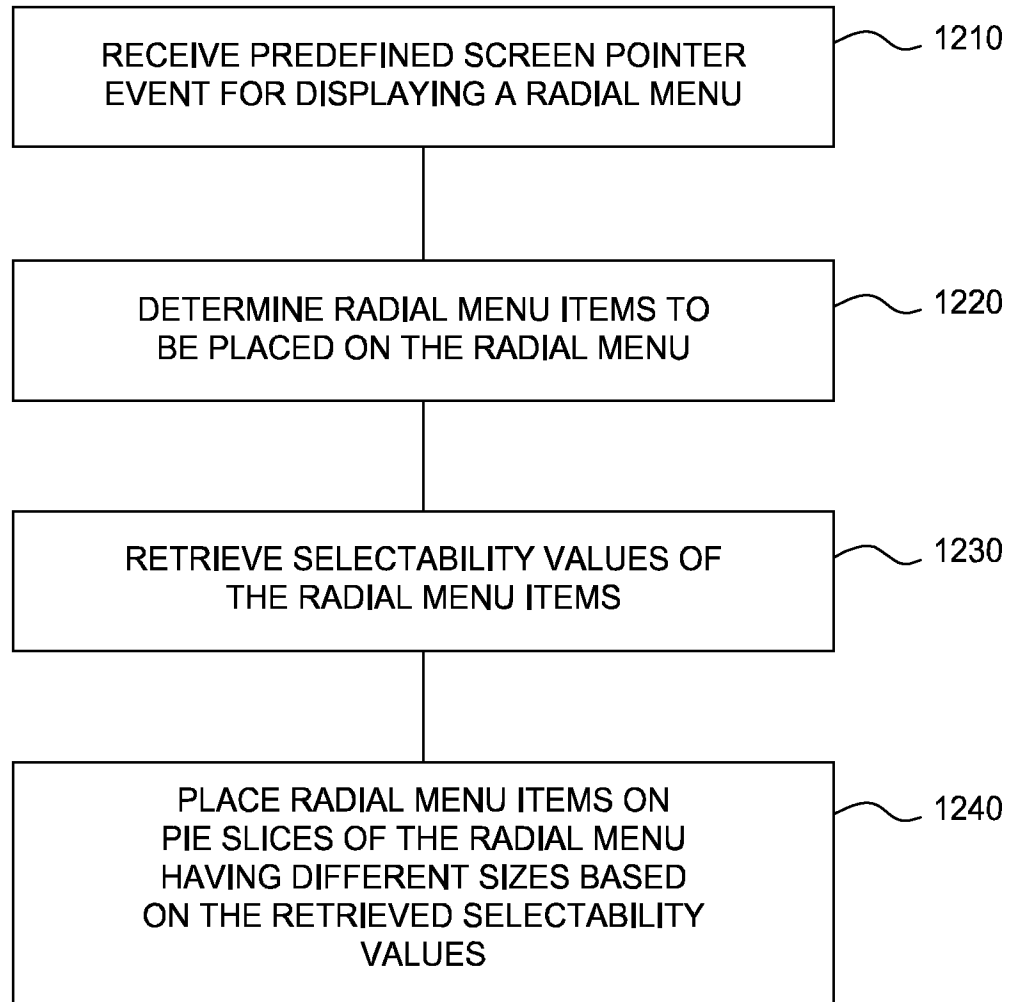 RECEIVE PREDEFINED SCREEN POINTER
EVENT FOR DISPLAYING A RADIAL MENU
1210
DETERMINE RADIAL MENU ITEMS TO
BE PLACED ON THE RADIAL MENU
1220
RETRIEVE SELECTABILITY VALUES OF
THE RADIAL MENU ITEMS
1230
PLACE RADIAL MENU ITEMS ON
PIE SLICES OF THE RADIAL MENU
HAVING DIFFERENT SIZES BASED
ON THE RETRIEVED SELECTABILITY
VALUES
1240